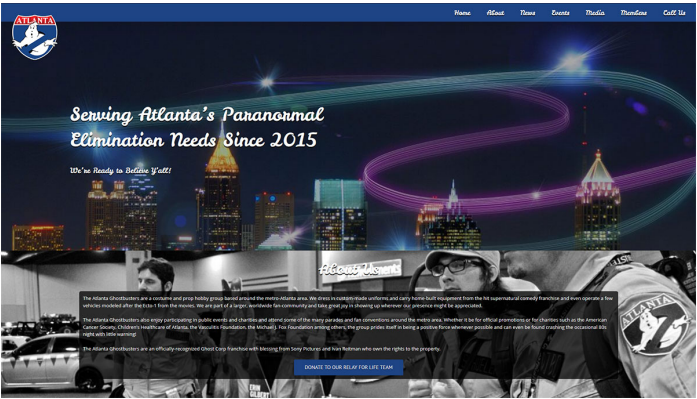 ATLANTA
Home About News Events Media Members Call Us
Serving Atlanta's Paranormal
Elimination Needs Since 2015
We're Ready to Believe Y'all!
About Us
The Atlanta Ghostbusters are a costume and prop hobby group based around the metro-Atlanta area. We dress in custom-made uniforms and carry home-built equipment from the hit supernatural comedy franchise and even operate a few
vehicles modeled after the Ecto-1 from the movies. We are part of a larger, worldwide fan-community and take great joy in showing up wherever our presence might be appreciated.
The Atlanta Ghostbusters also enjoy participating in public events and charities and attend some of the many parades and fan conventions around the metro area. Whether it be for official promotions or for charities such as the American
Cancer Society, Children's Healthcare of Atlanta, the Vasculitis Foundation, the Michael J. Fox Foundation among others, the group prides itself in being a positive force whenever possible and can even be found crashing the occasional 80s
night with little warning!
The Atlanta Ghostbusters are an officially-recognized Ghost Corp franchise with blessing from Sony Pictures and Ivan Reitman who own the rights to the property.
ATLANTA
ERIN
GILBERT
DONATE TO OUR RELAY FOR LIFE TEAM